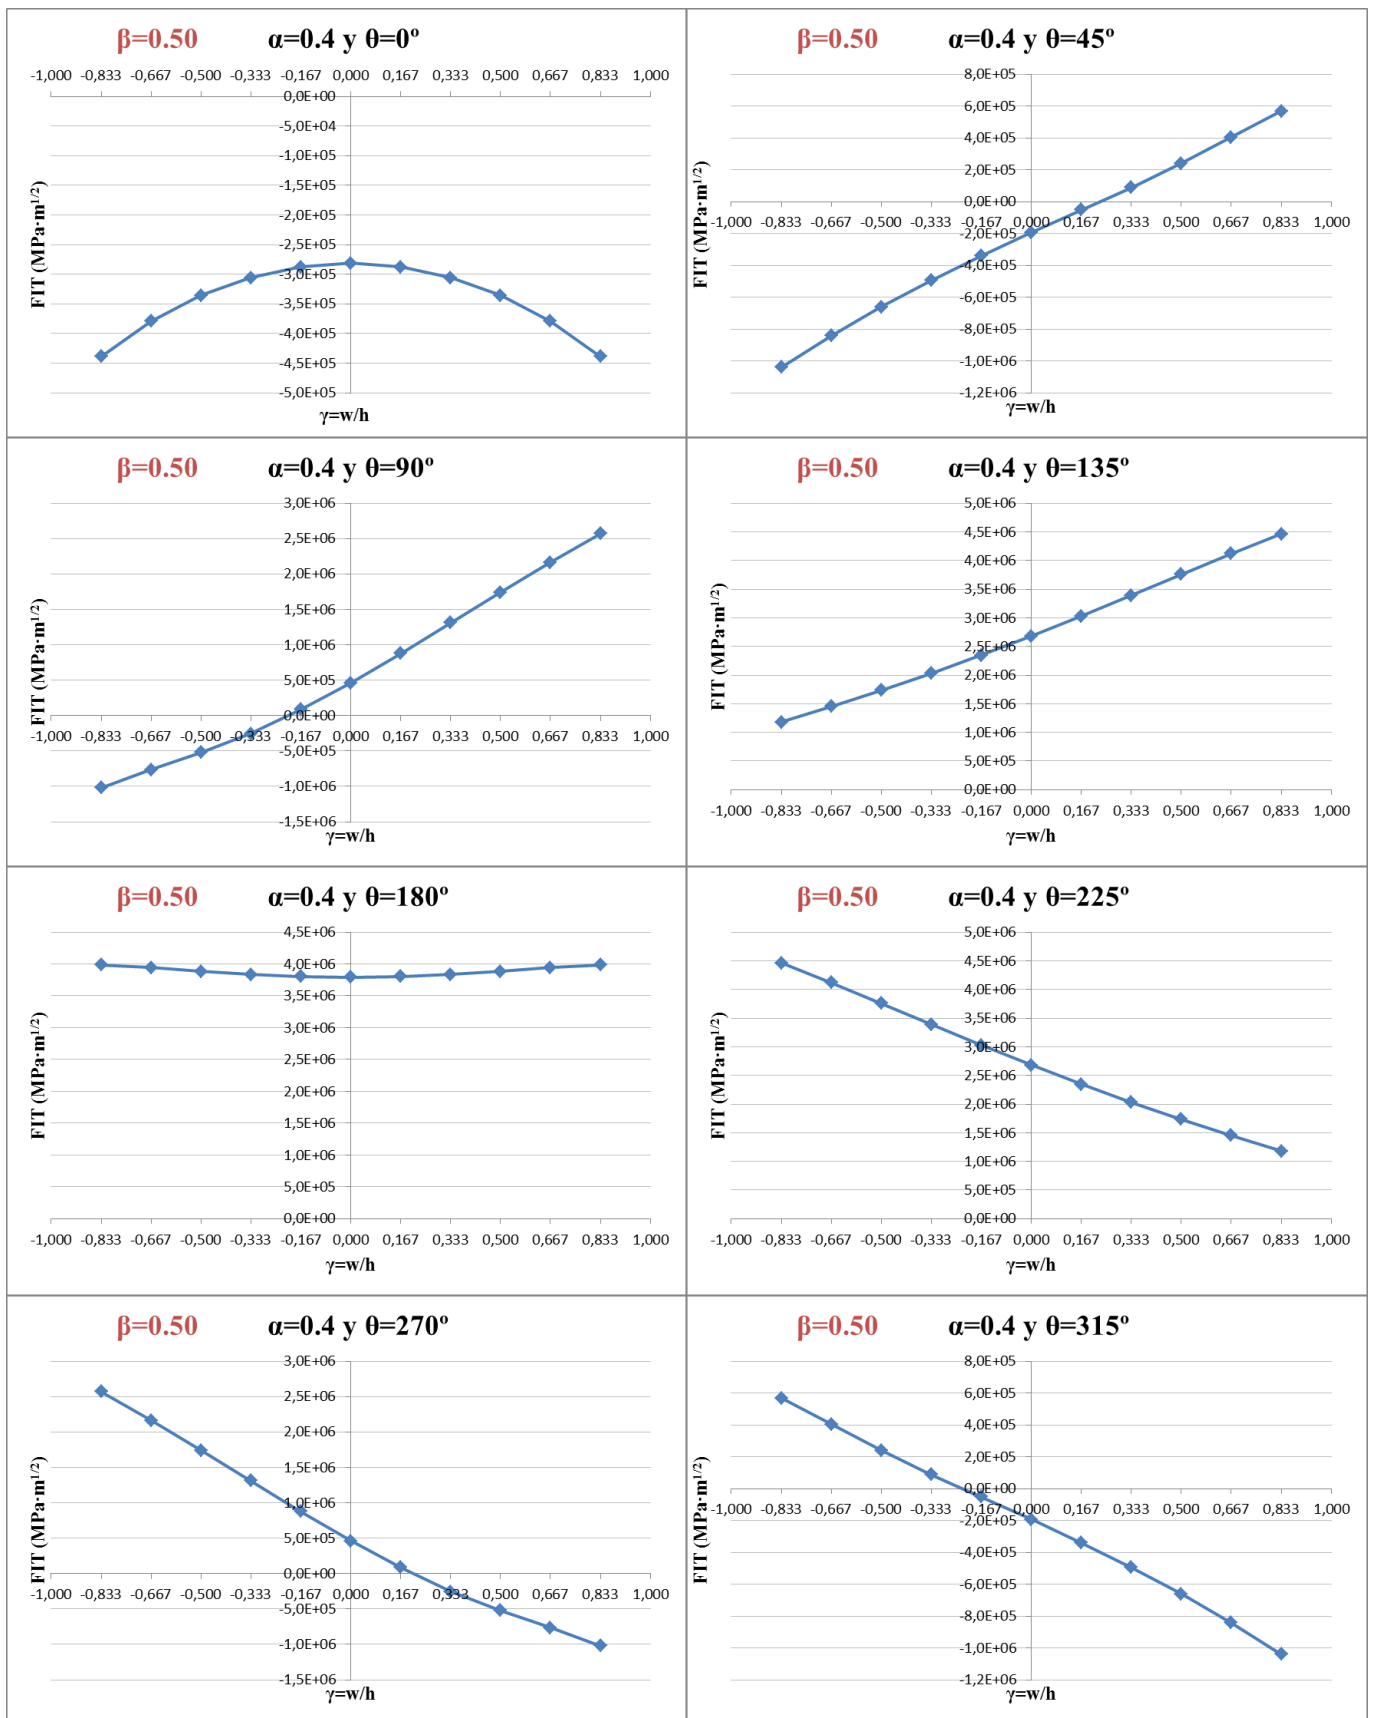 β=0.50 α=0.4 y θ=0º
-1,000 -0,833 -0,667 -0,500 -0,333 -0,167 0,000 0,167 0,333 0,500 0,667 0,833 1,000
0,0E+00
-5,0E+04
-1,0E+05
-1,5E+05
-2,0E+05
-2,5E+05
-3,0E+05
-3,5E+05
-4,0E+05
-4,5E+05
-5,0E+05
FIT (MPa·m^1/2)
γ=w/h
β=0.50 α=0.4 y θ=45º
8,0E+05
6,0E+05
4,0E+05
2,0E+05
0,0E+00
-1,000 -0,833 -0,667 -0,500 -0,333 -0,167 0,000 0,167 0,333 0,500 0,667 0,833 1,000
-2,0E+05
-4,0E+05
-6,0E+05
-8,0E+05
-1,0E+06
-1,2E+06
FIT (MPa·m^1/2)
γ=w/h
β=0.50 α=0.4 y θ=90º
3,0E+06
2,5E+06
2,0E+06
1,5E+06
1,0E+06
5,0E+05
0,0E+00
-1,000 -0,833 -0,667 -0,500 -0,333 -0,167 0,000 0,167 0,333 0,500 0,667 0,833 1,000
-5,0E+05
-1,0E+06
-1,5E+06
FIT (MPa·m^1/2)
γ=w/h
β=0.50 α=0.4 y θ=135º
5,0E+06
4,5E+06
4,0E+06
3,5E+06
3,0E+06
2,5E+06
2,0E+06
1,5E+06
1,0E+06
5,0E+05
0,0E+00
-1,000 -0,833 -0,667 -0,500 -0,333 -0,167 0,000 0,167 0,333 0,500 0,667 0,833 1,000
FIT (MPa·m^1/2)
γ=w/h
β=0.50 α=0.4 y θ=180º
4,5E+06
4,0E+06
3,5E+06
3,0E+06
2,5E+06
2,0E+06
1,5E+06
1,0E+06
5,0E+05
0,0E+00
-1,000 -0,833 -0,667 -0,500 -0,333 -0,167 0,000 0,167 0,333 0,500 0,667 0,833 1,000
FIT (MPa·m^1/2)
γ=w/h
β=0.50 α=0.4 y θ=225º
5,0E+06
4,5E+06
4,0E+06
3,5E+06
3,0E+06
2,5E+06
2,0E+06
1,5E+06
1,0E+06
5,0E+05
0,0E+00
-1,000 -0,833 -0,667 -0,500 -0,333 -0,167 0,000 0,167 0,333 0,500 0,667 0,833 1,000
FIT (MPa·m^1/2)
γ=w/h
β=0.50 α=0.4 y θ=270º
3,0E+06
2,5E+06
2,0E+06
1,5E+06
1,0E+06
5,0E+05
0,0E+00
-1,000 -0,833 -0,667 -0,500 -0,333 -0,167 0,000 0,167 0,333 0,500 0,667 0,833 1,000
-5,0E+05
-1,0E+06
-1,5E+06
FIT (MPa·m^1/2)
γ=w/h
β=0.50 α=0.4 y θ=315º
8,0E+05
6,0E+05
4,0E+05
2,0E+05
0,0E+00
-1,000 -0,833 -0,667 -0,500 -0,333 -0,167 0,000 0,167 0,333 0,500 0,667 0,833 1,000
-2,0E+05
-4,0E+05
-6,0E+05
-8,0E+05
-1,0E+06
-1,2E+06
FIT (MPa·m^1/2)
γ=w/h